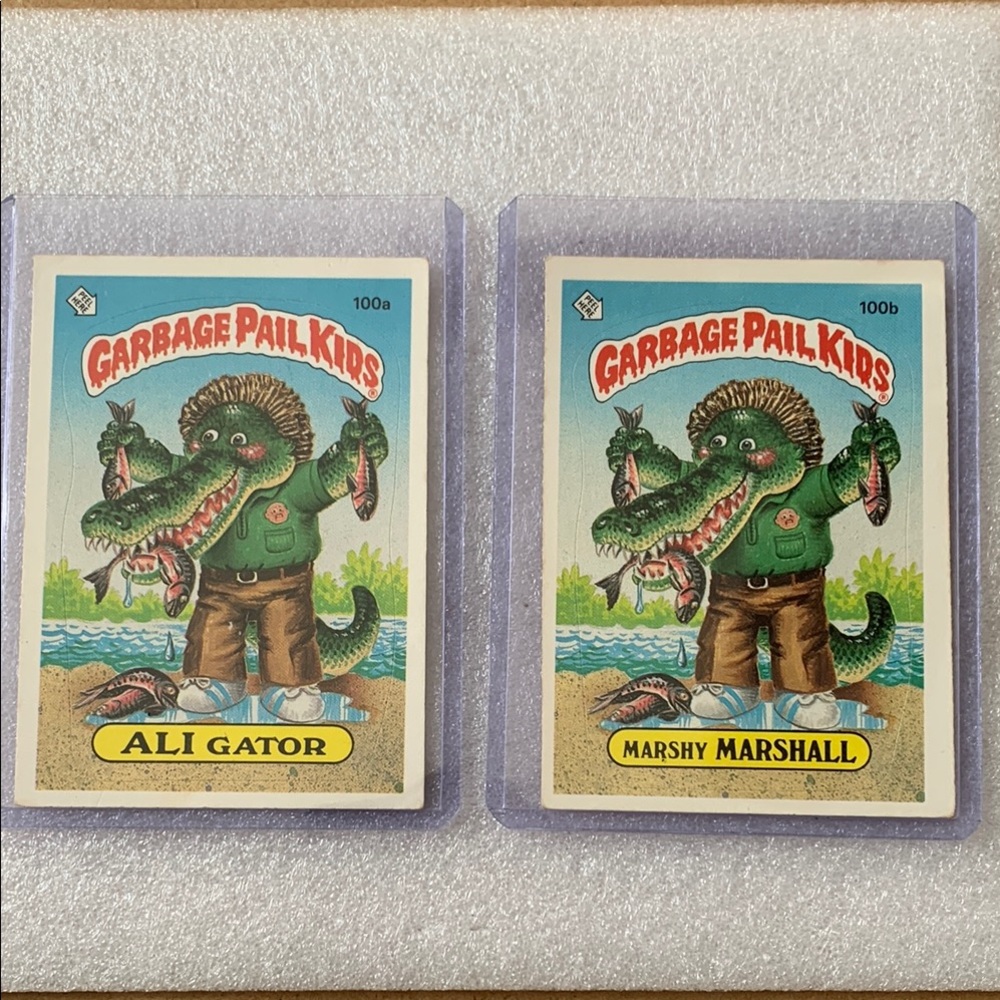 PEEL HERE
100a
GARBAGE PAIL KIDS®
ALI GATOR
PEEL HERE
100b
GARBAGE PAIL KIDS®
MARSHY MARSHALL